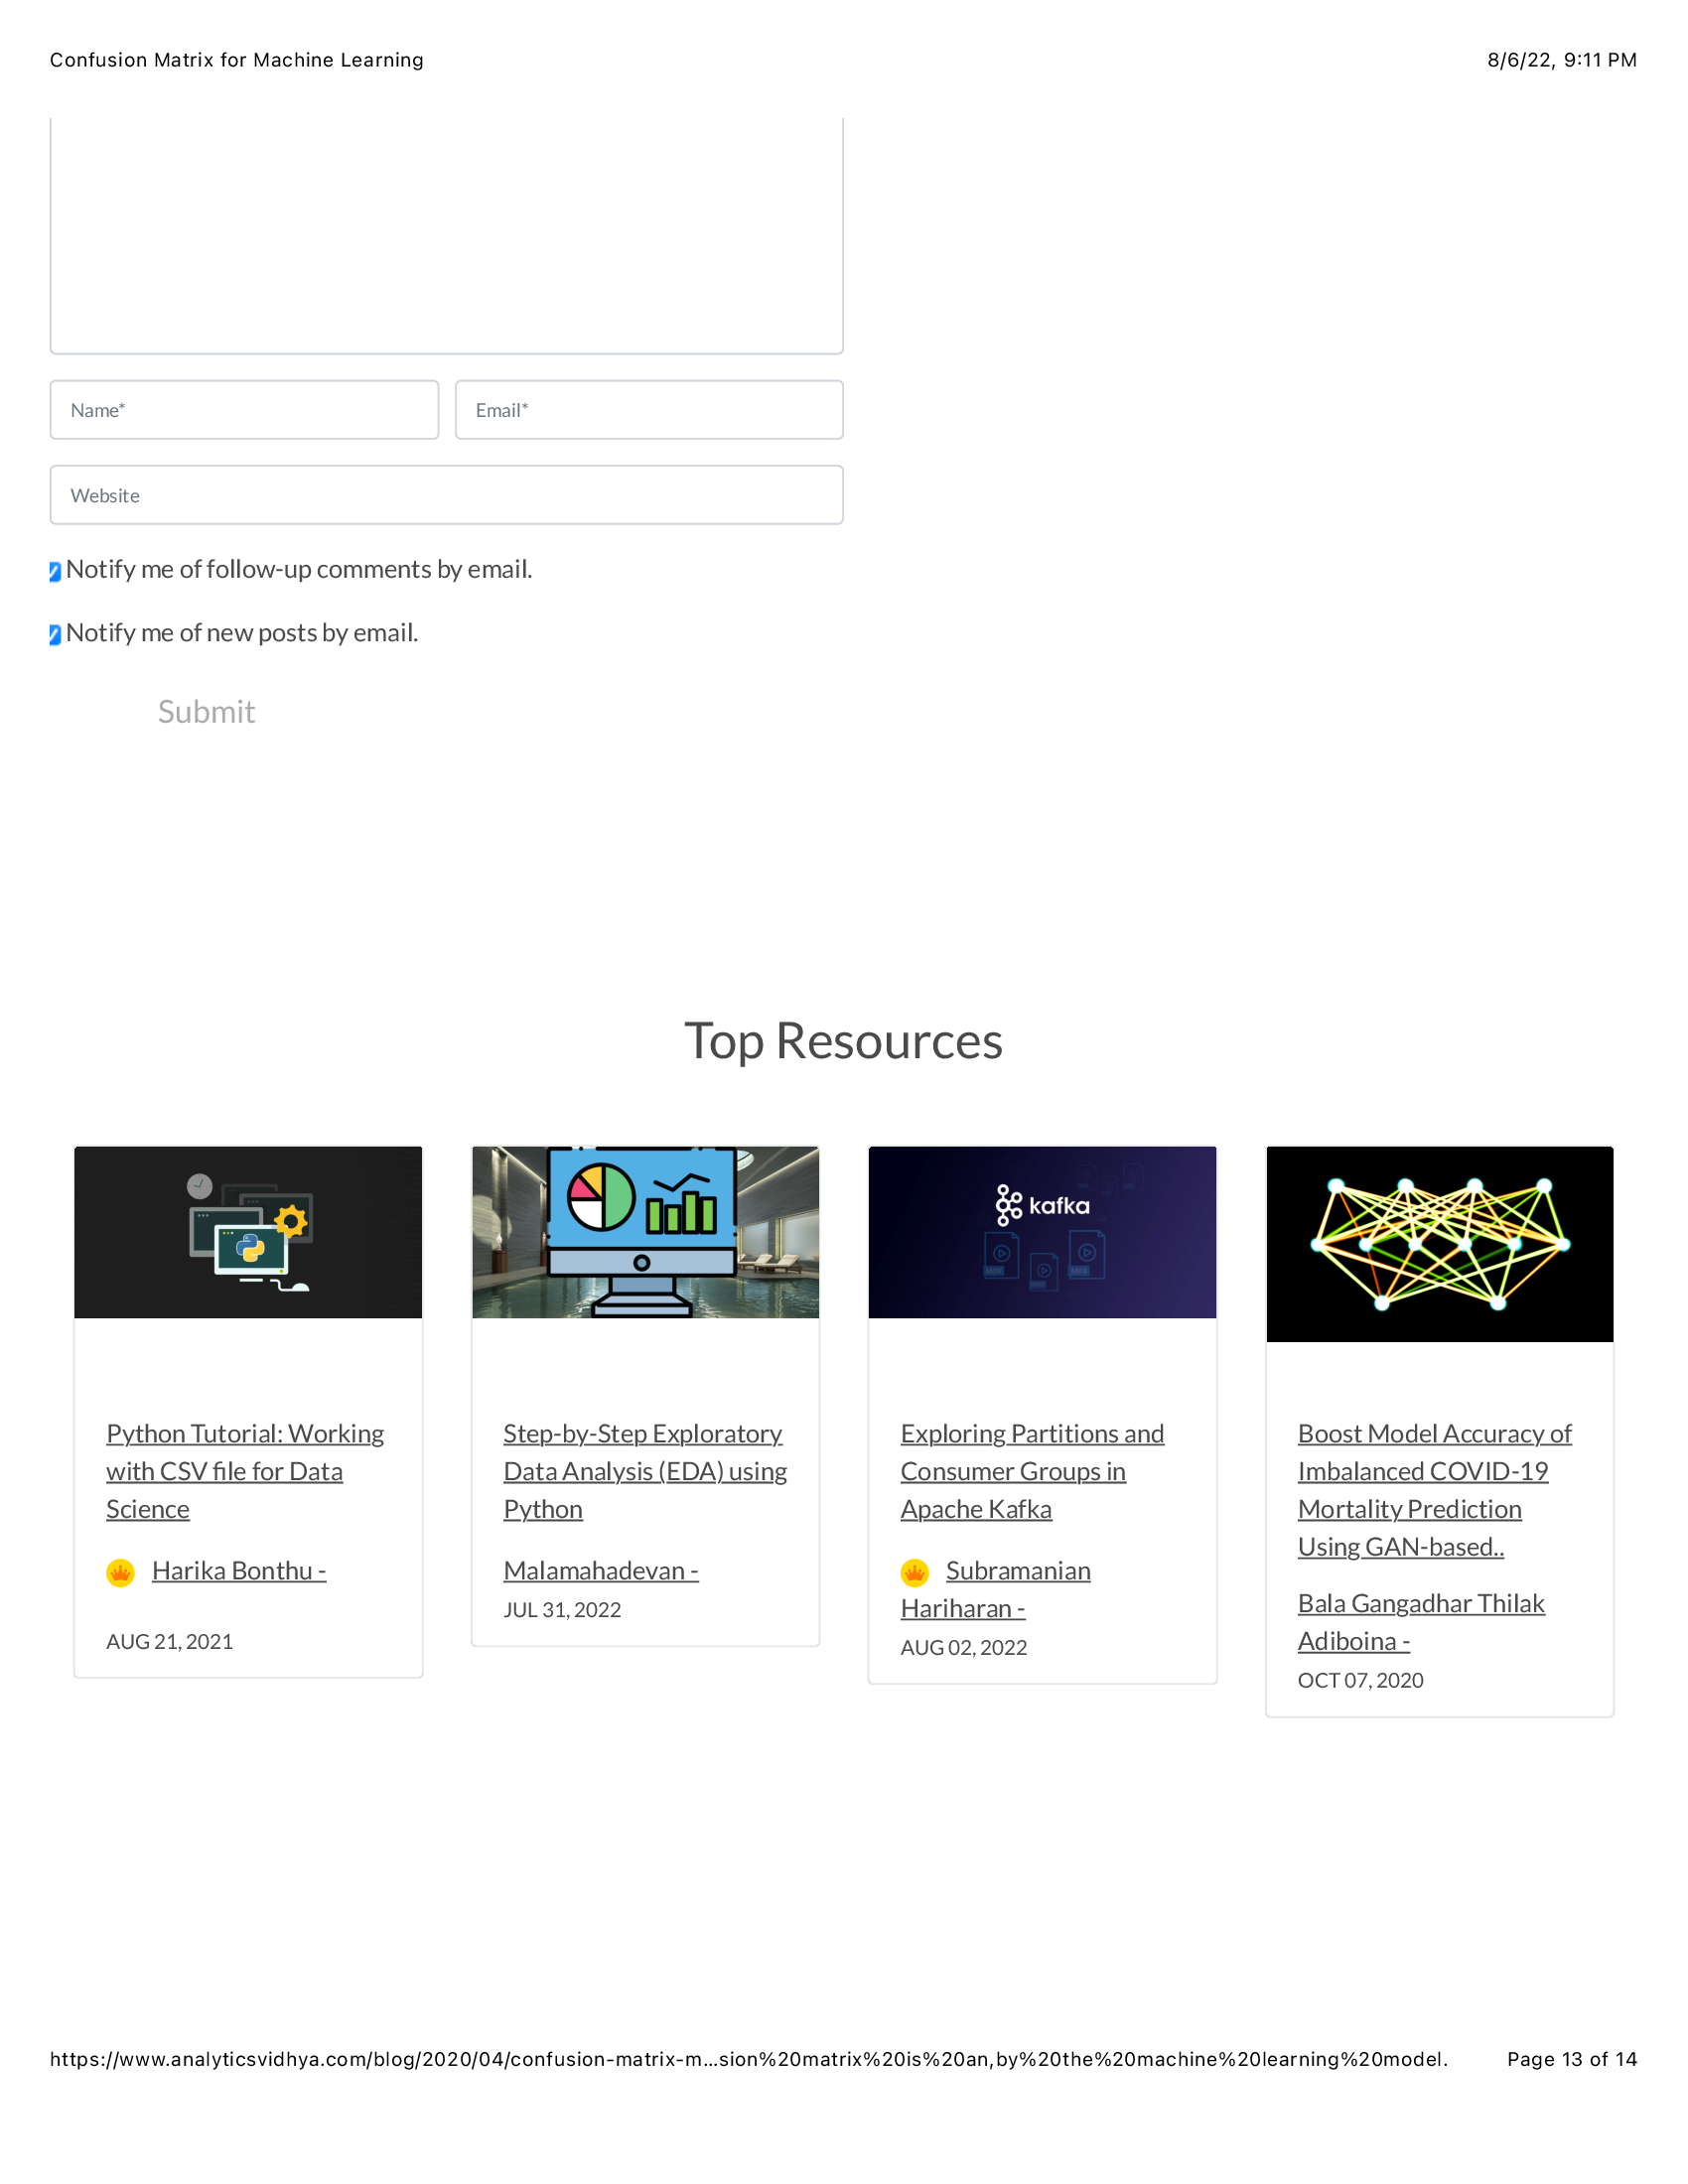 Confusion Matrix for Machine Learning
8/6/22, 9:11 PM
Name*
Email*
Website
Notify me of follow-up comments by email.
Notify me of new posts by email.
Submit
Top Resources
kafka
MOV
MP4
Python Tutorial: Working
with CSV file for Data
Science
Harika Bonthu -
AUG 21, 2021
Step-by-Step Exploratory
Data Analysis (EDA) using
Python
Malamahadevan -
JUL 31, 2022
Exploring Partitions and
Consumer Groups in
Apache Kafka
Subramanian
Hariharan -
AUG 02, 2022
Boost Model Accuracy of
Imbalanced COVID-19
Mortality Prediction
Using GAN-based..
Bala Gangadhar Thilak
Adiboina -
OCT 07, 2020
https://www.analyticsvidhya.com/blog/2020/04/confusion-matrix-m…sion%20matrix%20is%20an,by%20the%20machine%20learning%20model.
Page 13 of 14